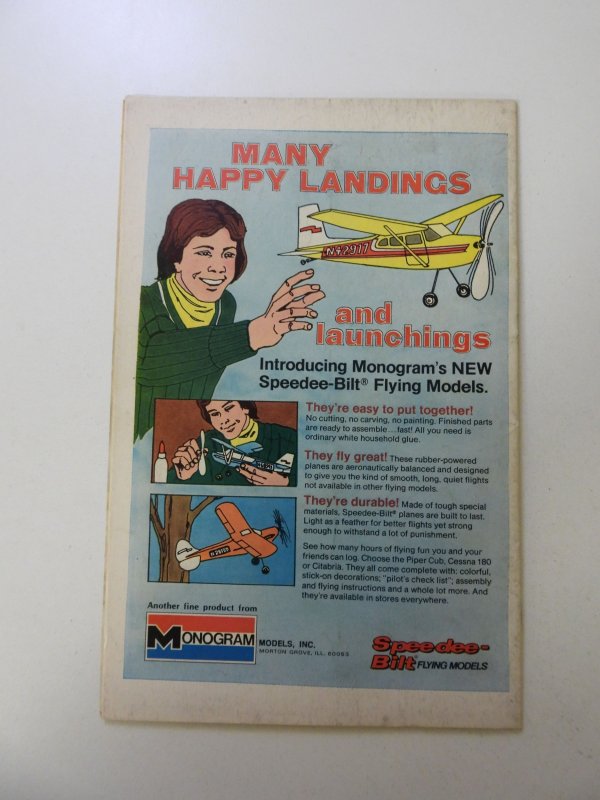 MANY
HAPPY LANDINGS
N42917
and
launchings
Introducing Monogram's NEW
Speedee-Bilt® Flying Models.
They're easy to put together!
No cutting, no carving, no painting. Finished parts
are ready to assemble...fast! All you need is
ordinary white household glue.
They fly great! These rubber-powered
planes are aeronautically balanced and designed
to give you the kind of smooth, long, quiet flights
not available in other flying models.
They're durable! Made of tough special
materials, Speedee-Bilt® planes are built to last.
Light as a feather for better flights yet strong
enough to withstand a lot of punishment.
See how many hours of flying fun you and your
friends can log. Choose the Piper Cub, Cessna 180
or Citabria. They all come complete with: colorful,
stick-on decorations; "pilot's check list"; assembly
and flying instructions and a whole lot more. And
they're available in stores everywhere.
Another fine product from
MONOGRAM MODELS, INC.
MORTON GROVE, ILL. 60053
Speedee-
Bilt® FLYING MODELS